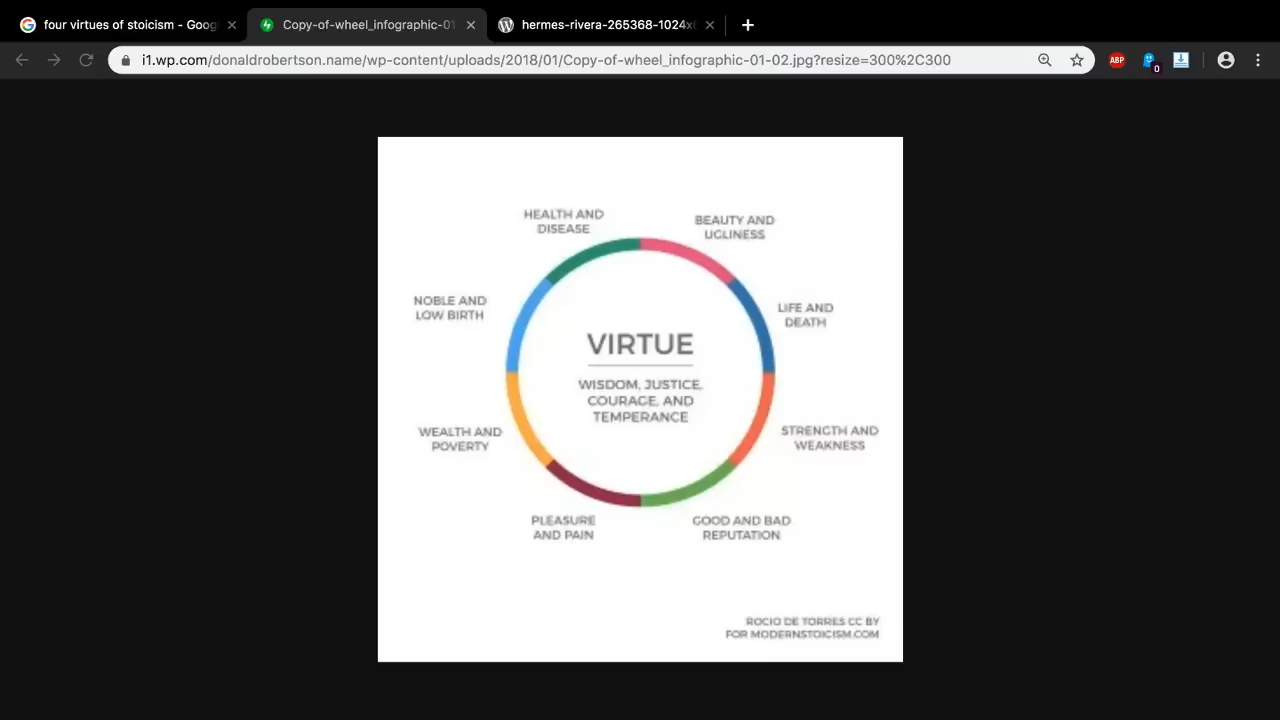 four virtues of stoicism - Goog
Copy-of-wheel_infographic-01
hermes-rivera-265368-1024x
i1.wp.com/donaldrobertson.name/wp-content/uploads/2018/01/Copy-of-wheel_infographic-01-02.jpg?resize=300%2C300
ABP
0
HEALTH AND
DISEASE
BEAUTY AND
UGLINESS
NOBLE AND
LOW BIRTH
LIFE AND
DEATH
VIRTUE
WISDOM, JUSTICE,
COURAGE, AND
TEMPERANCE
WEALTH AND
POVERTY
STRENGTH AND
WEAKNESS
PLEASURE
AND PAIN
GOOD AND BAD
REPUTATION
ROCIO DE TORRES CC BY
FOR MODERNSTOICISM.COM